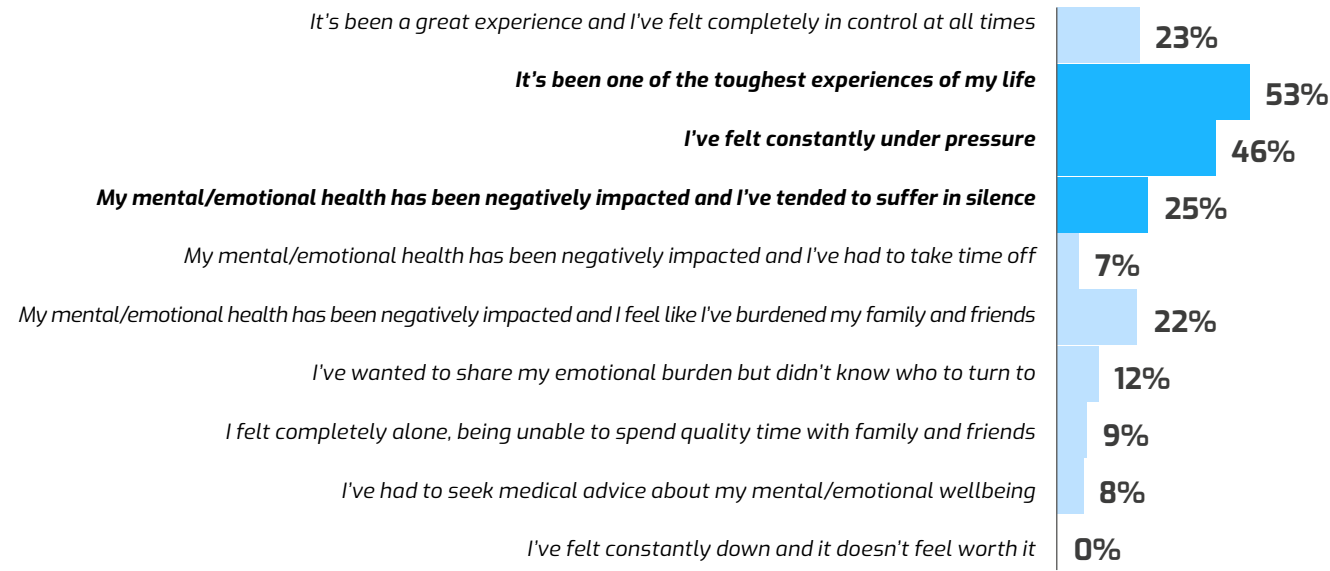 It’s been a great experience and I’ve felt completely in control at all times 23%
It’s been one of the toughest experiences of my life 53%
I’ve felt constantly under pressure 46%
My mental/emotional health has been negatively impacted and I’ve tended to suffer in silence 25%
My mental/emotional health has been negatively impacted and I’ve had to take time off 7%
My mental/emotional health has been negatively impacted and I feel like I’ve burdened my family and friends 22%
I’ve wanted to share my emotional burden but didn’t know who to turn to 12%
I felt completely alone, being unable to spend quality time with family and friends 9%
I’ve had to seek medical advice about my mental/emotional wellbeing 8%
I’ve felt constantly down and it doesn’t feel worth it 0%